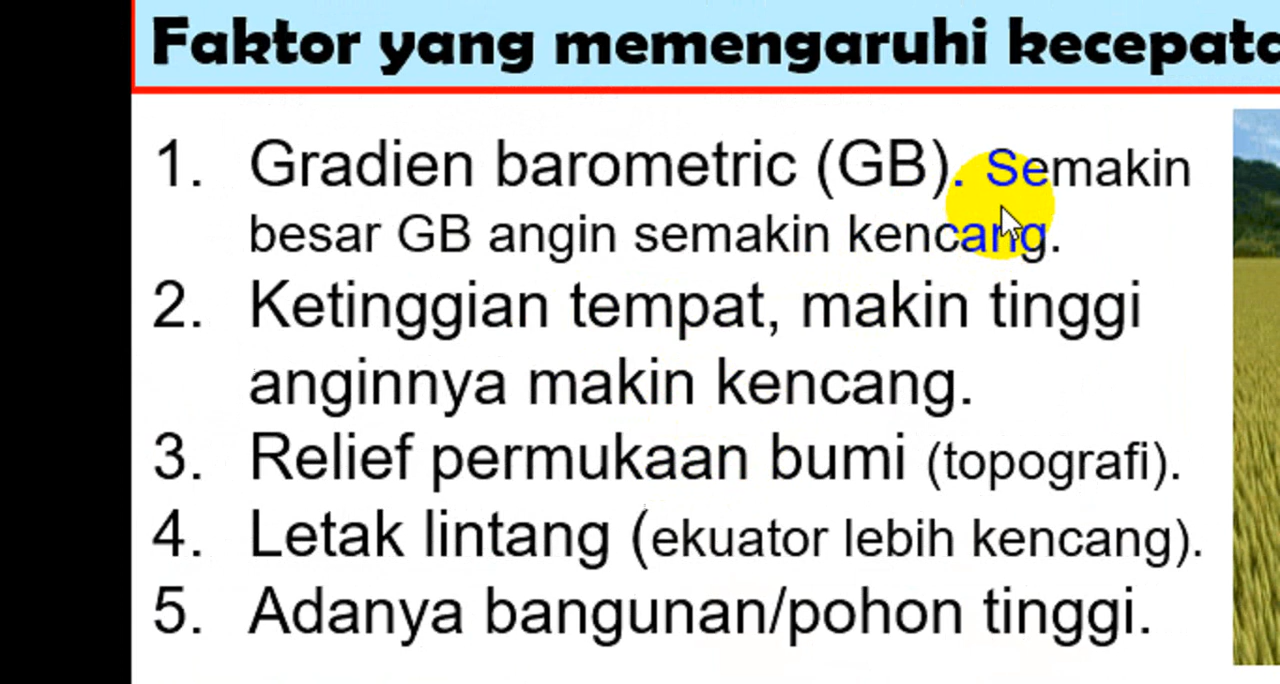 Faktor yang memengaruhi
1. Gradien barometric (GB). Semakin
besar GB angin semakin kencang.
2. Ketinggian tempat, makin tinggi
anginnya makin kencang.
3. Relief permukaan bumi (topografi).
4. Letak lintang (ekuator lebih kencang).
5. Adanya bangunan/pohon tinggi.